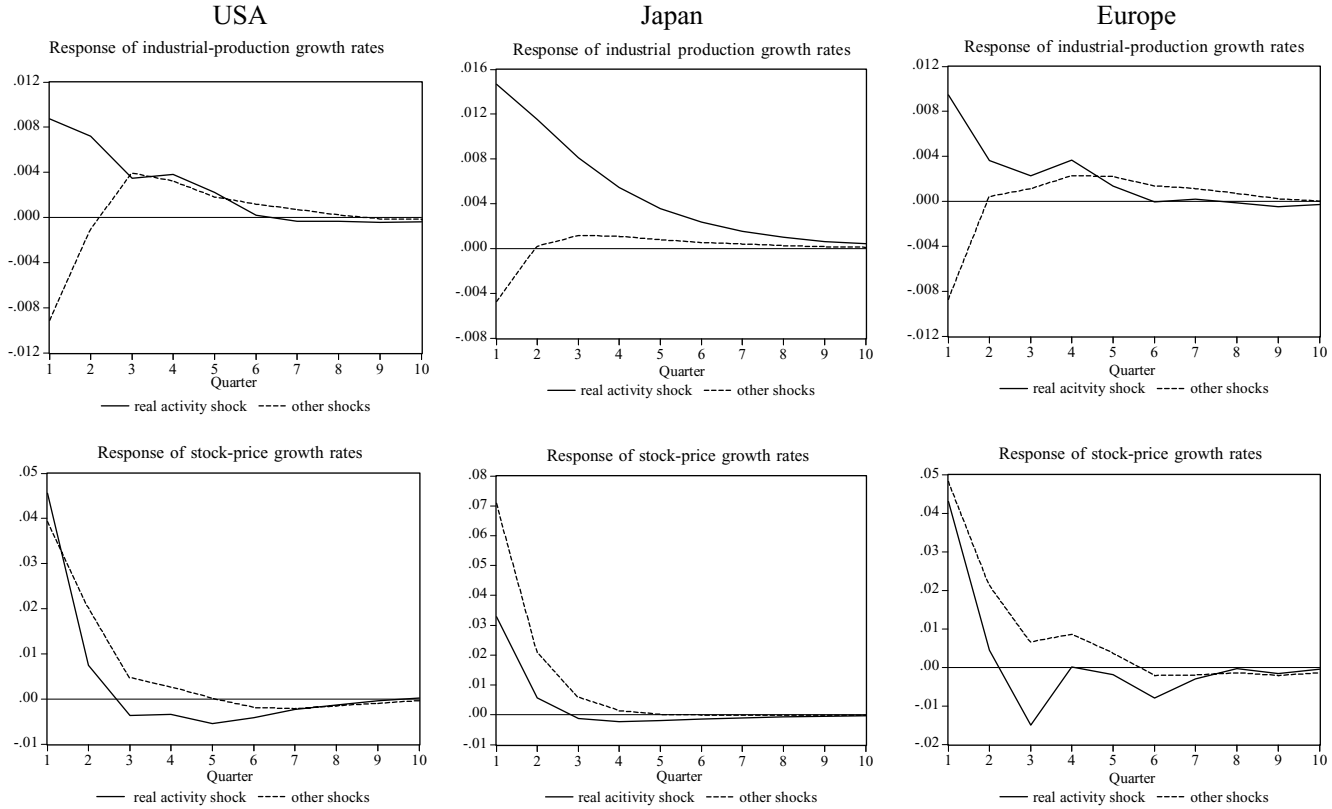 USA
Japan
Europe
Response of industrial-production growth rates
.012
.008
.004
.000
-.004
-.008
-.012
1 2 3 4 5 6 7 8 9 10
Quarter
real activity shock other shocks
Response of industrial production growth rates
.016
.012
.008
.004
.000
-.004
-.008
1 2 3 4 5 6 7 8 9 10
Quarter
real activity shock other shocks
Response of industrial-production growth rates
.012
.008
.004
.000
-.004
-.008
-.012
1 2 3 4 5 6 7 8 9 10
Quarter
real acitivity shock other shocks
Response of stock-price growth rates
.05
.04
.03
.02
.01
.00
-.01
1 2 3 4 5 6 7 8 9 10
Quarter
real activity shock other shocks
Response of stock-price growth rates
.08
.07
.06
.05
.04
.03
.02
.01
.00
-.01
1 2 3 4 5 6 7 8 9 10
Quarter
real activity shock other shocks
Response of stock-price growth rates
.05
.04
.03
.02
.01
.00
-.01
-.02
1 2 3 4 5 6 7 8 9 10
Quarter
real activity shock other shocks